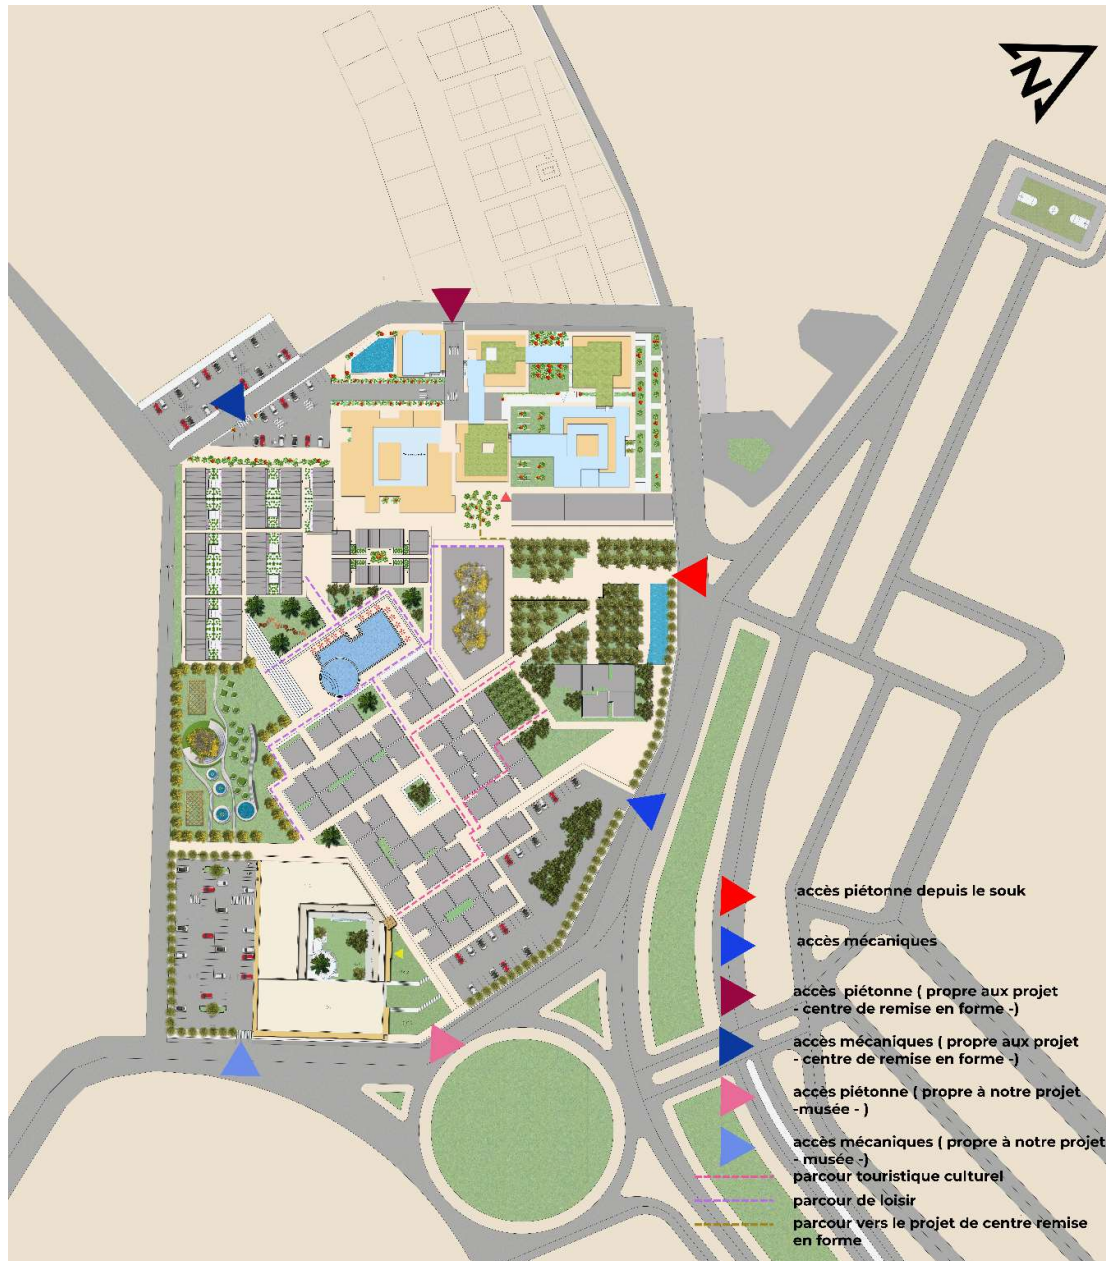 N
accès piétonne depuis le souk
accès mécaniques
accès piétonne ( propre aux projet
- centre de remise en forme -)
accès mécaniques ( propre aux projet
- centre de remise en forme -)
accès piétonne ( propre à notre projet
-musée - )
accès mécaniques ( propre à notre projet
- musée -)
parcour touristique culturel
parcour de loisir
parcour vers le projet de centre remise
en forme